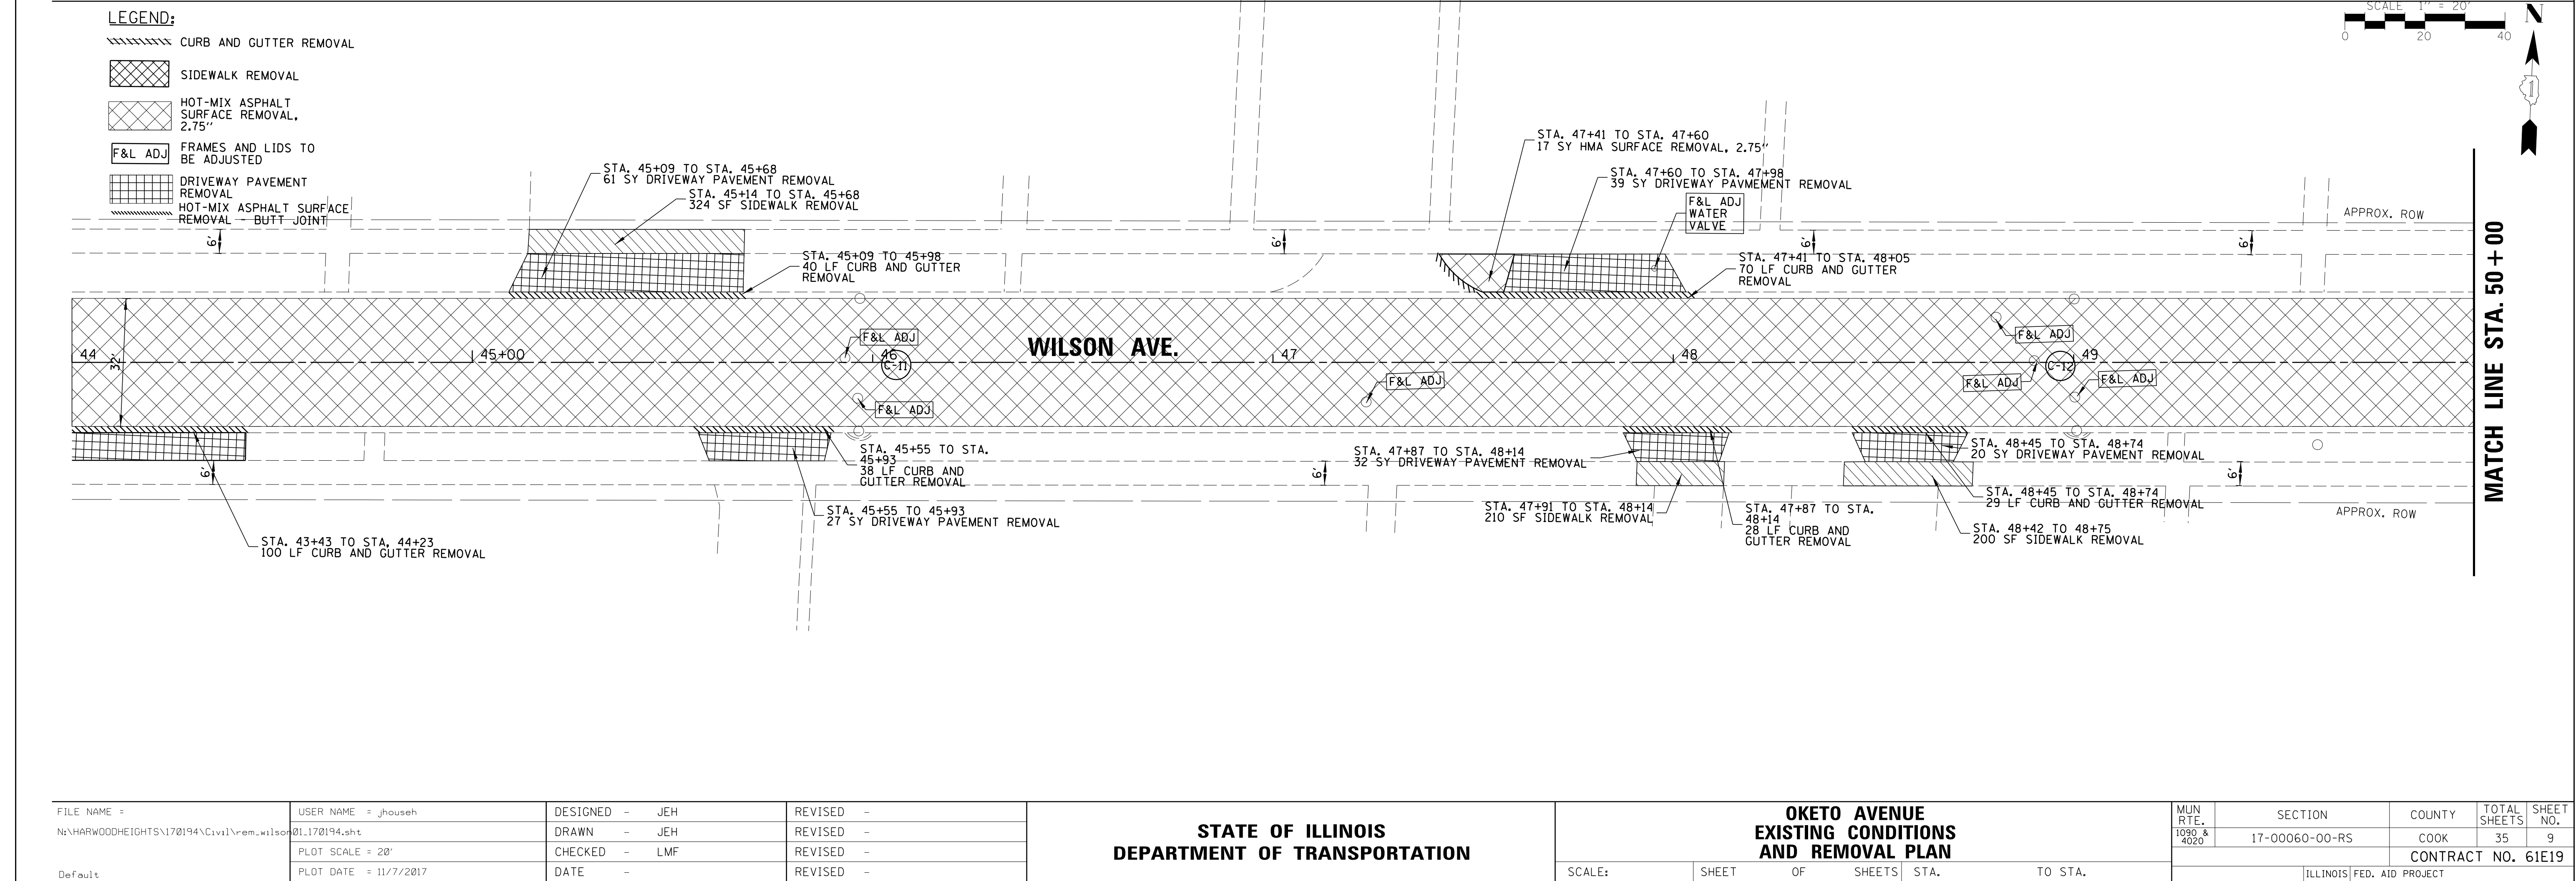 LEGEND:
CURB AND GUTTER REMOVAL
SIDEWALK REMOVAL
HOT-MIX ASPHALT
SURFACE REMOVAL,
2.75''
F&L ADJ
FRAMES AND LIDS TO
BE ADJUSTED
DRIVEWAY PAVEMENT
REMOVAL
HOT-MIX ASPHALT SURFACE
REMOVAL - BUTT JOINT
SCALE 1'' = 20'
0 20 40
N
1
STA. 45+09 TO STA. 45+68
61 SY DRIVEWAY PAVEMENT REMOVAL
STA. 45+14 TO STA. 45+68
324 SF SIDEWALK REMOVAL
STA. 45+09 TO 45+98
40 LF CURB AND GUTTER
REMOVAL
STA. 47+41 TO STA. 47+60
17 SY HMA SURFACE REMOVAL, 2.75''
STA. 47+60 TO STA. 47+98
39 SY DRIVEWAY PAVMEMENT REMOVAL
F&L ADJ
WATER
VALVE
STA. 47+41 TO STA. 48+05
70 LF CURB AND GUTTER
REMOVAL
APPROX. ROW
6'
6'
6'
6'
MATCH LINE STA. 50+00
44
32'
45+00
F&L ADJ
46
C-11
F&L ADJ
WILSON AVE.
47
F&L ADJ
48
F&L ADJ
F&L ADJ
C-12
49
F&L ADJ
6'
6'
6'
STA. 43+43 TO STA. 44+23
100 LF CURB AND GUTTER REMOVAL
STA. 45+55 TO STA.
45+93
38 LF CURB AND
GUTTER REMOVAL
STA. 45+55 TO 45+93
27 SY DRIVEWAY PAVEMENT REMOVAL
STA. 47+87 TO STA. 48+14
32 SY DRIVEWAY PAVEMENT REMOVAL
STA. 47+91 TO STA. 48+14
210 SF SIDEWALK REMOVAL
STA. 47+87 TO STA.
48+14
28 LF CURB AND
GUTTER REMOVAL
STA. 48+45 TO STA. 48+74
20 SY DRIVEWAY PAVEMENT REMOVAL
STA. 48+45 TO STA. 48+74
29 LF CURB AND GUTTER REMOVAL
STA. 48+42 TO 48+75
200 SF SIDEWALK REMOVAL
APPROX. ROW
FILE NAME =
N:\HARWOODHEIGHTS\170194\Civil\rem_wilson01_170194.sht
Default
USER NAME = jhouseh
PLOT SCALE = 20'
PLOT DATE = 11/7/2017
DESIGNED - JEH
DRAWN - JEH
CHECKED - LMF
DATE -
REVISED -
REVISED -
REVISED -
REVISED -
STATE OF ILLINOIS
DEPARTMENT OF TRANSPORTATION
OKETO AVENUE
EXISTING CONDITIONS
AND REMOVAL PLAN
SCALE: SHEET OF SHEETS STA. TO STA.
MUN RTE. SECTION COUNTY TOTAL SHEETS SHEET NO.
1090 & 4020 17-00060-00-RS COOK 35 9
CONTRACT NO. 61E19
ILLINOIS FED. AID PROJECT